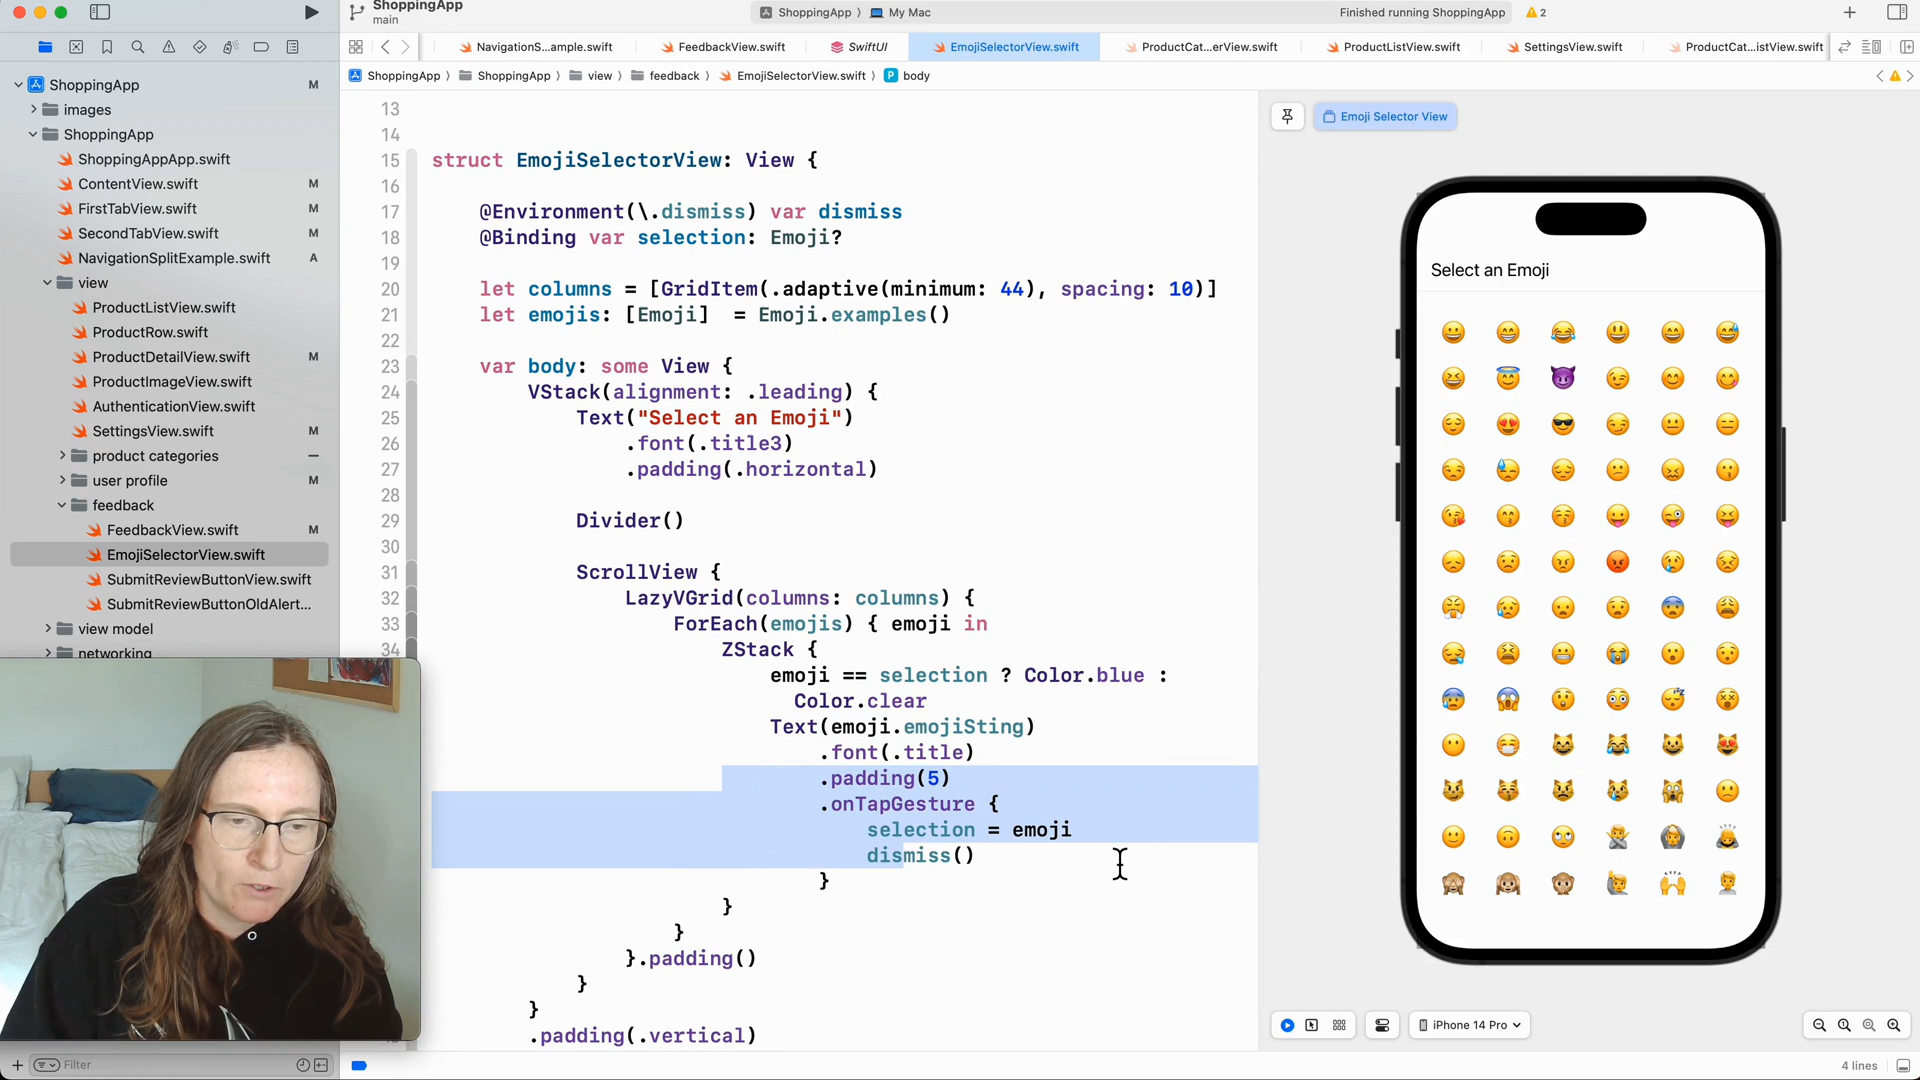 ShoppingApp
main
ShoppingApp
My Mac
Finished running ShoppingApp
2
NavigationS...ample.swift
FeedbackView.swift
SwiftUI
EmojiSelectorView.swift
ProductCat...erView.swift
ProductListView.swift
SettingsView.swift
ProductCat...istView.swift
ShoppingApp
ShoppingApp
view
feedback
EmojiSelectorView.swift
body
ShoppingApp M
images
ShoppingApp
ShoppingAppApp.swift
ContentView.swift M
FirstTabView.swift M
SecondTabView.swift M
NavigationSplitExample.swift A
view
ProductListView.swift
ProductRow.swift
ProductDetailView.swift M
ProductImageView.swift
AuthenticationView.swift
SettingsView.swift M
product categories
user profile M
feedback
FeedbackView.swift M
EmojiSelectorView.swift
SubmitReviewButtonView.swift
SubmitReviewButtonOldAlert...
view model
networking
Filter
13
14
15 struct EmojiSelectorView: View {
16
17 @Environment(\.dismiss) var dismiss
18 @Binding var selection: Emoji?
19
20 let columns = [GridItem(.adaptive(minimum: 44), spacing: 10)]
21 let emojis: [Emoji]  = Emoji.examples()
22
23 var body: some View {
24 VStack(alignment: .leading) {
25 Text("Select an Emoji")
26 .font(.title3)
27 .padding(.horizontal)
28
29 Divider()
30
31 ScrollView {
32 LazyVGrid(columns: columns) {
33 ForEach(emojis) { emoji in
34 ZStack {
emoji == selection ? Color.blue :
Color.clear
Text(emoji.emojiSting)
.font(.title)
.padding(5)
.onTapGesture {
selection = emoji
dismiss()
}
}
}
}.padding()
}
}
.padding(.vertical)
Emoji Selector View
Select an Emoji
iPhone 14 Pro
4 lines